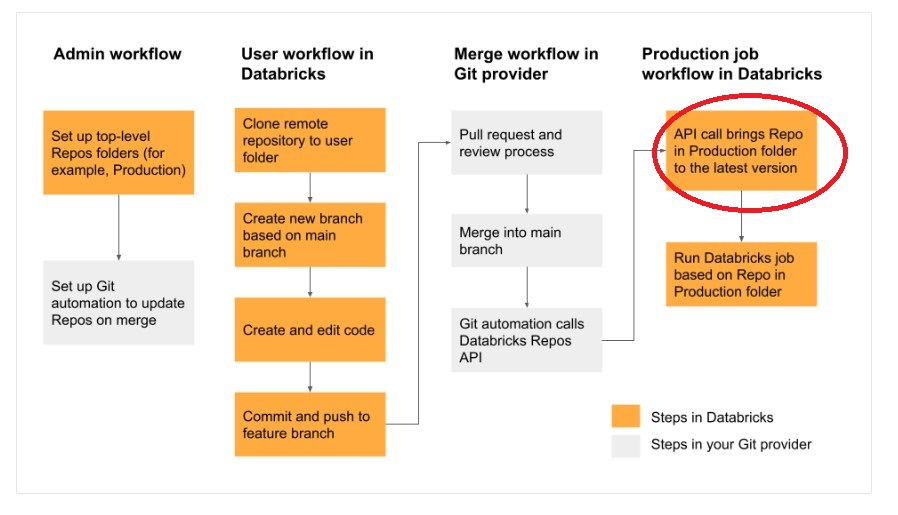 Admin workflow
User workflow in
Databricks
Merge workflow in
Git provider
Production job
workflow in Databricks
Set up top-level
Repos folders (for
example, Production)
Set up Git
automation to update
Repos on merge
Clone remote
repository to user
folder
Create new branch
based on main
branch
Create and edit code
Commit and push to
feature branch
Pull request and
review process
Merge into main
branch
Git automation calls
Databricks Repos
API
API call brings Repo
in Production folder
to the latest version
Run Databricks job
based on Repo in
Production folder
Steps in Databricks
Steps in your Git provider